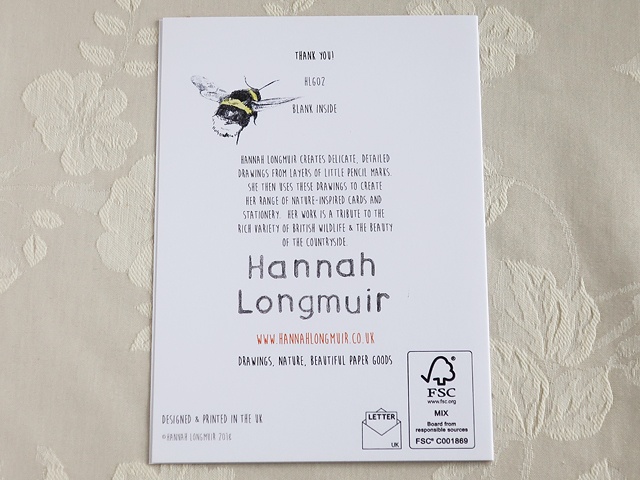 THANK YOU!
HLG02
BLANK INSIDE
HANNAH LONGMUIR CREATES DELICATE, DETAILED
DRAWINGS FROM LAYERS OF LITTLE PENCIL MARKS.
SHE THEN USES THESE DRAWINGS TO CREATE
HER RANGE OF NATURE-INSPIRED CARDS AND
STATIONERY. HER WORK IS A TRIBUTE TO THE
RICH VARIETY OF BRITISH WILDLIFE & THE BEAUTY
OF THE COUNTRYSIDE.
Hannah
Longmuir
WWW.HANNAHLONGMUIR.CO.UK
DRAWINGS, NATURE, BEAUTIFUL PAPER GOODS
DESIGNED & PRINTED IN THE UK
©HANNAH LONGMUIR
LETTER
UK
FSC
www.fsc.org
MIX
Board from
responsible sources
FSC® C001869